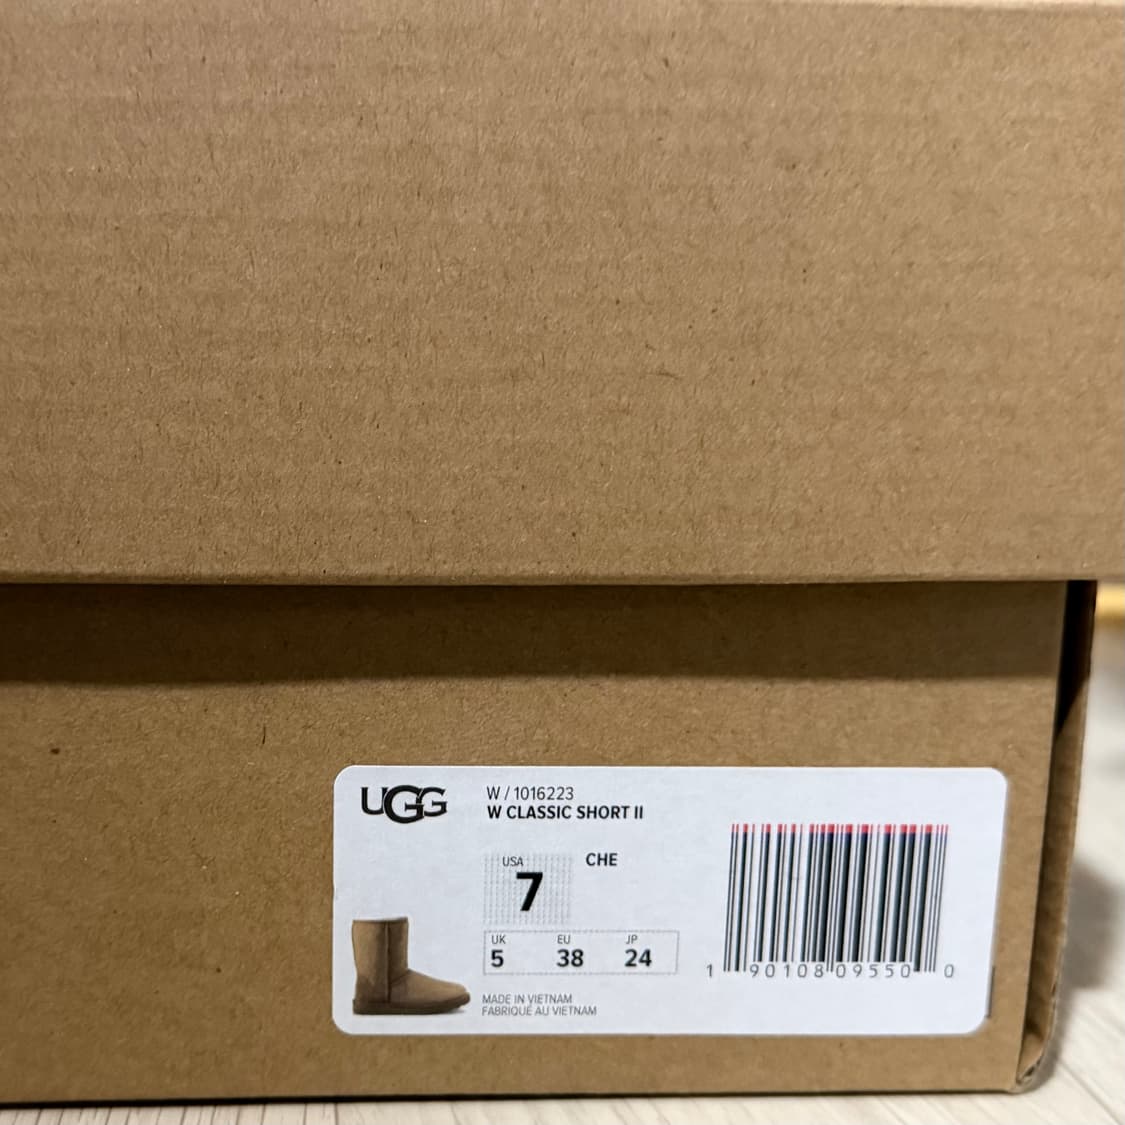 UGG
W / 1016223
W CLASSIC SHORT II
USA
7
CHE
UK EU JP
5 38 24
MADE IN VIETNAM
FABRIQUÉ AU VIETNAM
1 90108 09550 0